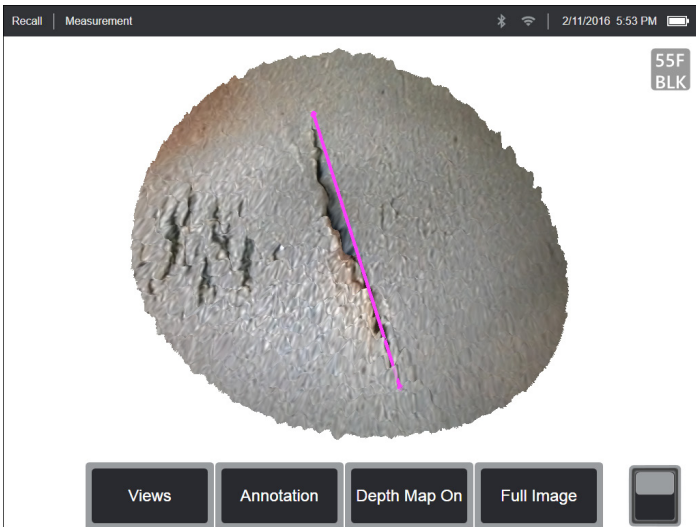 Recall | Measurement 2/11/2016 5:53 PM
55F
BLK
Views Annotation Depth Map On Full Image